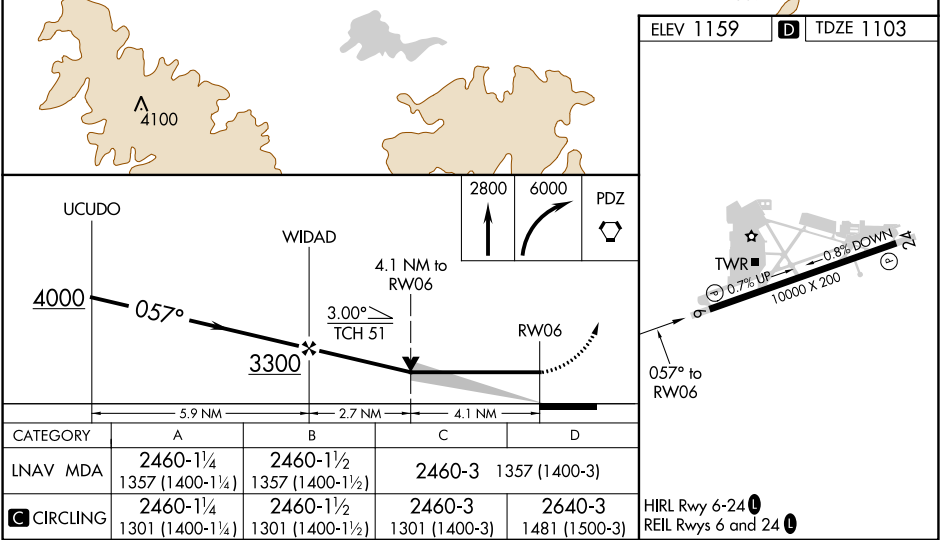 4100
ELEV 1159 D TDZE 1103
UCUDO
WIDAD
2800 6000 PDZ
4.1 NM to
RW06
4000
057°
3.00°
TCH 51
3300
RW06
5.9 NM 2.7 NM 4.1 NM
TWR
0.7% UP
0.8% DOWN
10000 X 200
6
24
P
P
057° to
RW06
CATEGORY A B C D
LNAV MDA 2460-1¼ 2460-1½ 2460-3 1357 (1400-3)
1357 (1400-1¼) 1357 (1400-1½)
C CIRCLING 2460-1¼ 2460-1½ 2460-3 2640-3
1301 (1400-1¼) 1301 (1400-1½) 1301 (1400-3) 1481 (1500-3)
HIRL Rwy 6-24 L
REIL Rwys 6 and 24 L